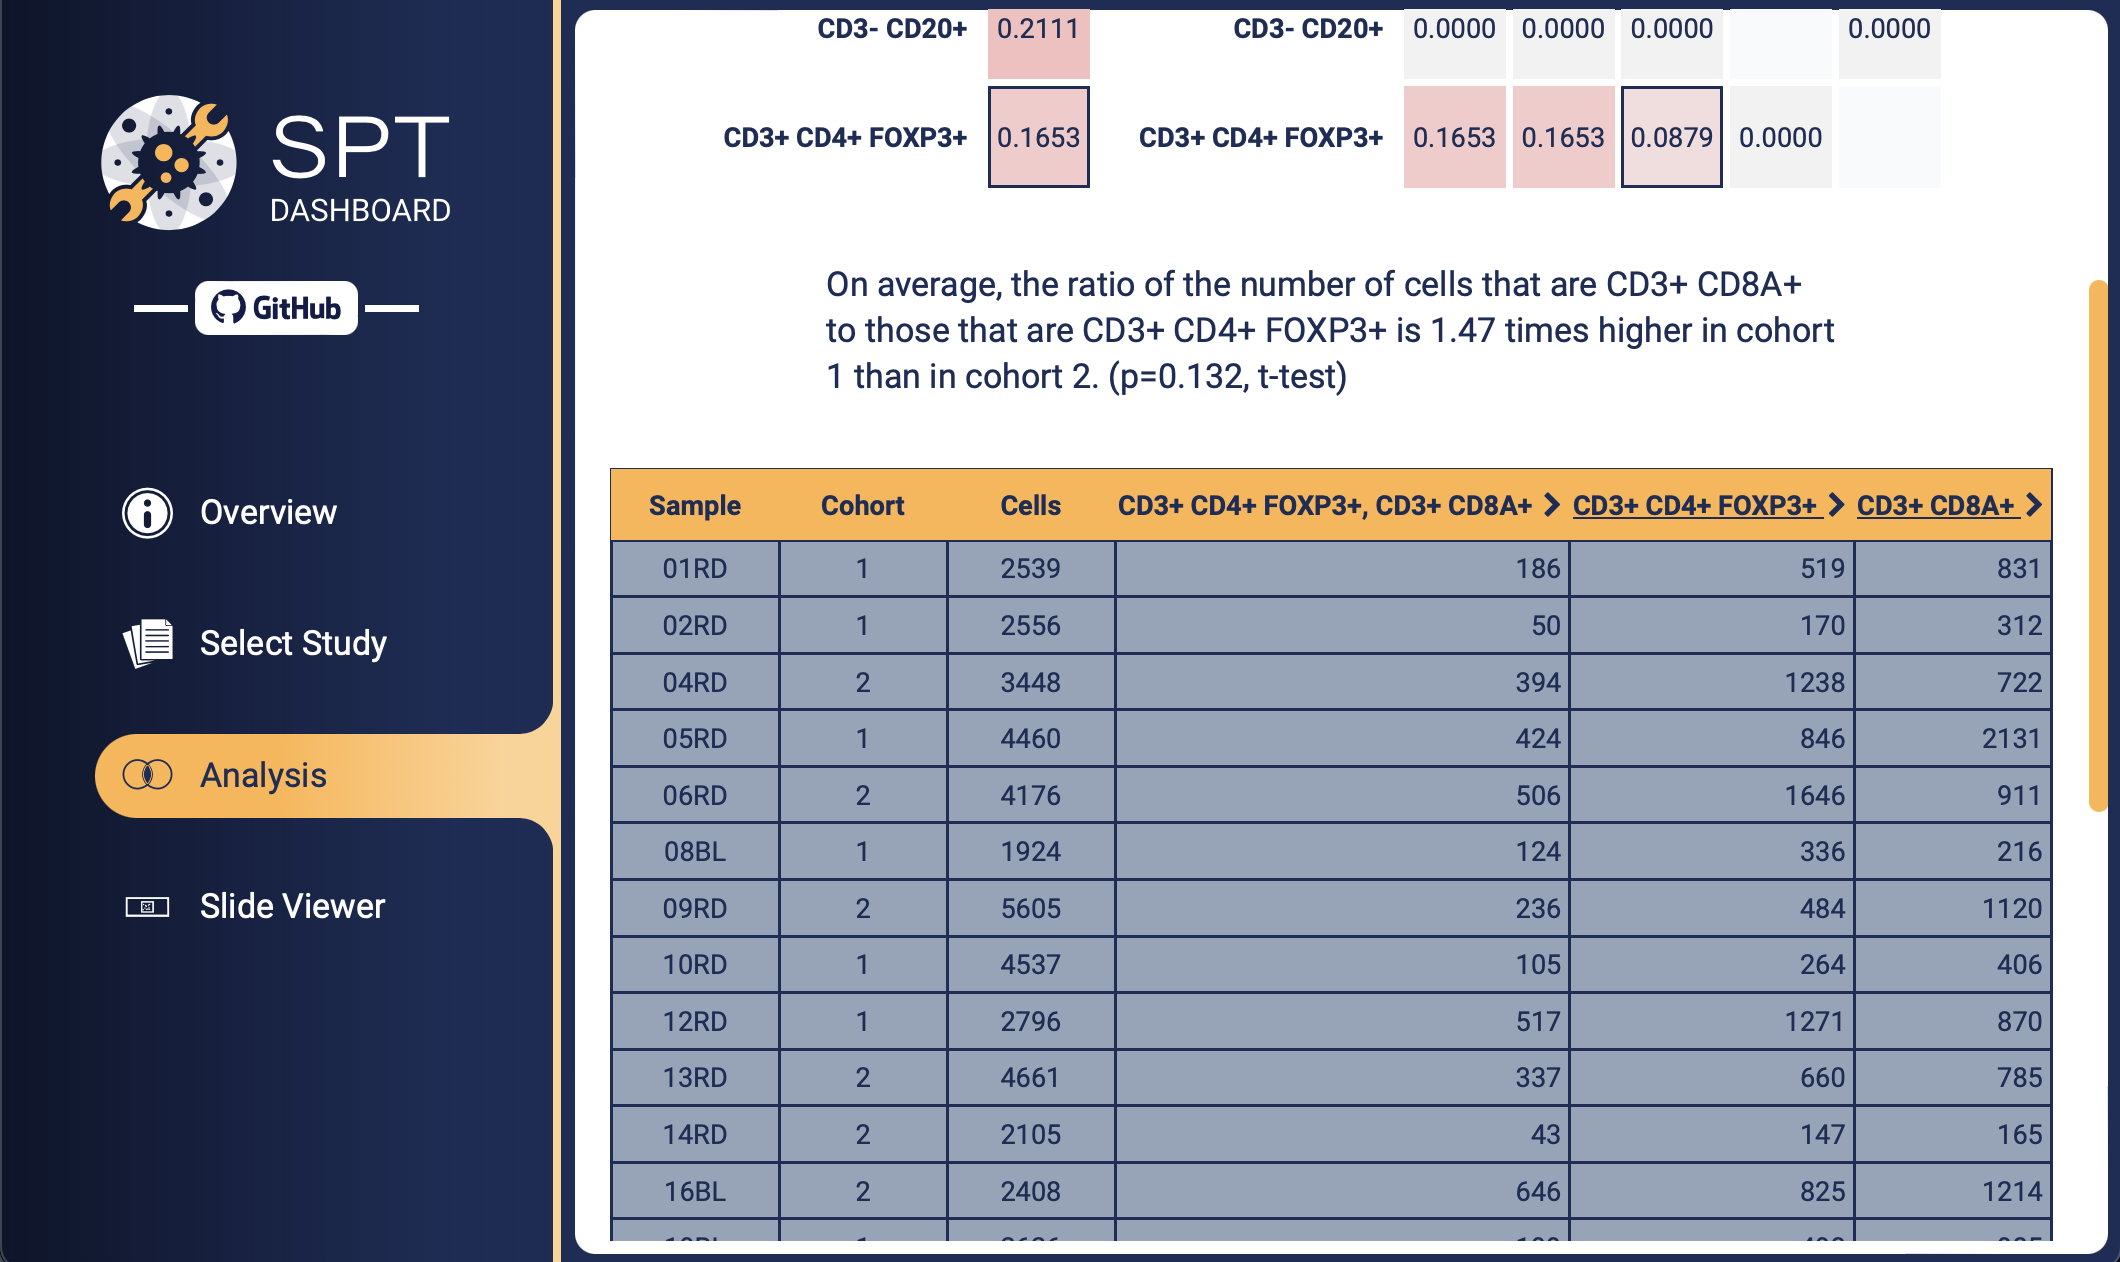 SPT
DASHBOARD
GitHub
Overview
Select Study
Analysis
Slide Viewer
CD3- CD20+ 0.2111 CD3- CD20+ 0.0000 0.0000 0.0000 0.0000
CD3+ CD4+ FOXP3+ 0.1653 CD3+ CD4+ FOXP3+ 0.1653 0.1653 0.0879 0.0000
On average, the ratio of the number of cells that are CD3+ CD8A+
to those that are CD3+ CD4+ FOXP3+ is 1.47 times higher in cohort
1 than in cohort 2. (p=0.132, t-test)
Sample Cohort Cells CD3+ CD4+ FOXP3+, CD3+ CD8A+ CD3+ CD4+ FOXP3+ CD3+ CD8A+
01RD 1 2539 186 519 831
02RD 1 2556 50 170 312
04RD 2 3448 394 1238 722
05RD 1 4460 424 846 2131
06RD 2 4176 506 1646 911
08BL 1 1924 124 336 216
09RD 2 5605 236 484 1120
10RD 1 4537 105 264 406
12RD 1 2796 517 1271 870
13RD 2 4661 337 660 785
14RD 2 2105 43 147 165
16BL 2 2408 646 825 1214